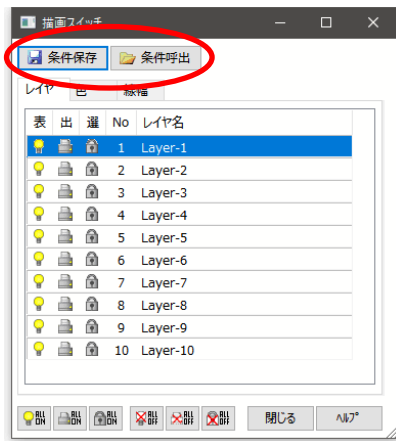 描画スイッチ
条件保存 条件呼出
レイヤ 色 線幅
表 出 選 No レイヤ名
1 Layer-1
2 Layer-2
3 Layer-3
4 Layer-4
5 Layer-5
6 Layer-6
7 Layer-7
8 Layer-8
9 Layer-9
10 Layer-10
ALL ON ALL ON ALL ON ALL OFF ALL OFF ALL OFF 閉じる ﾍﾙﾌﾟ